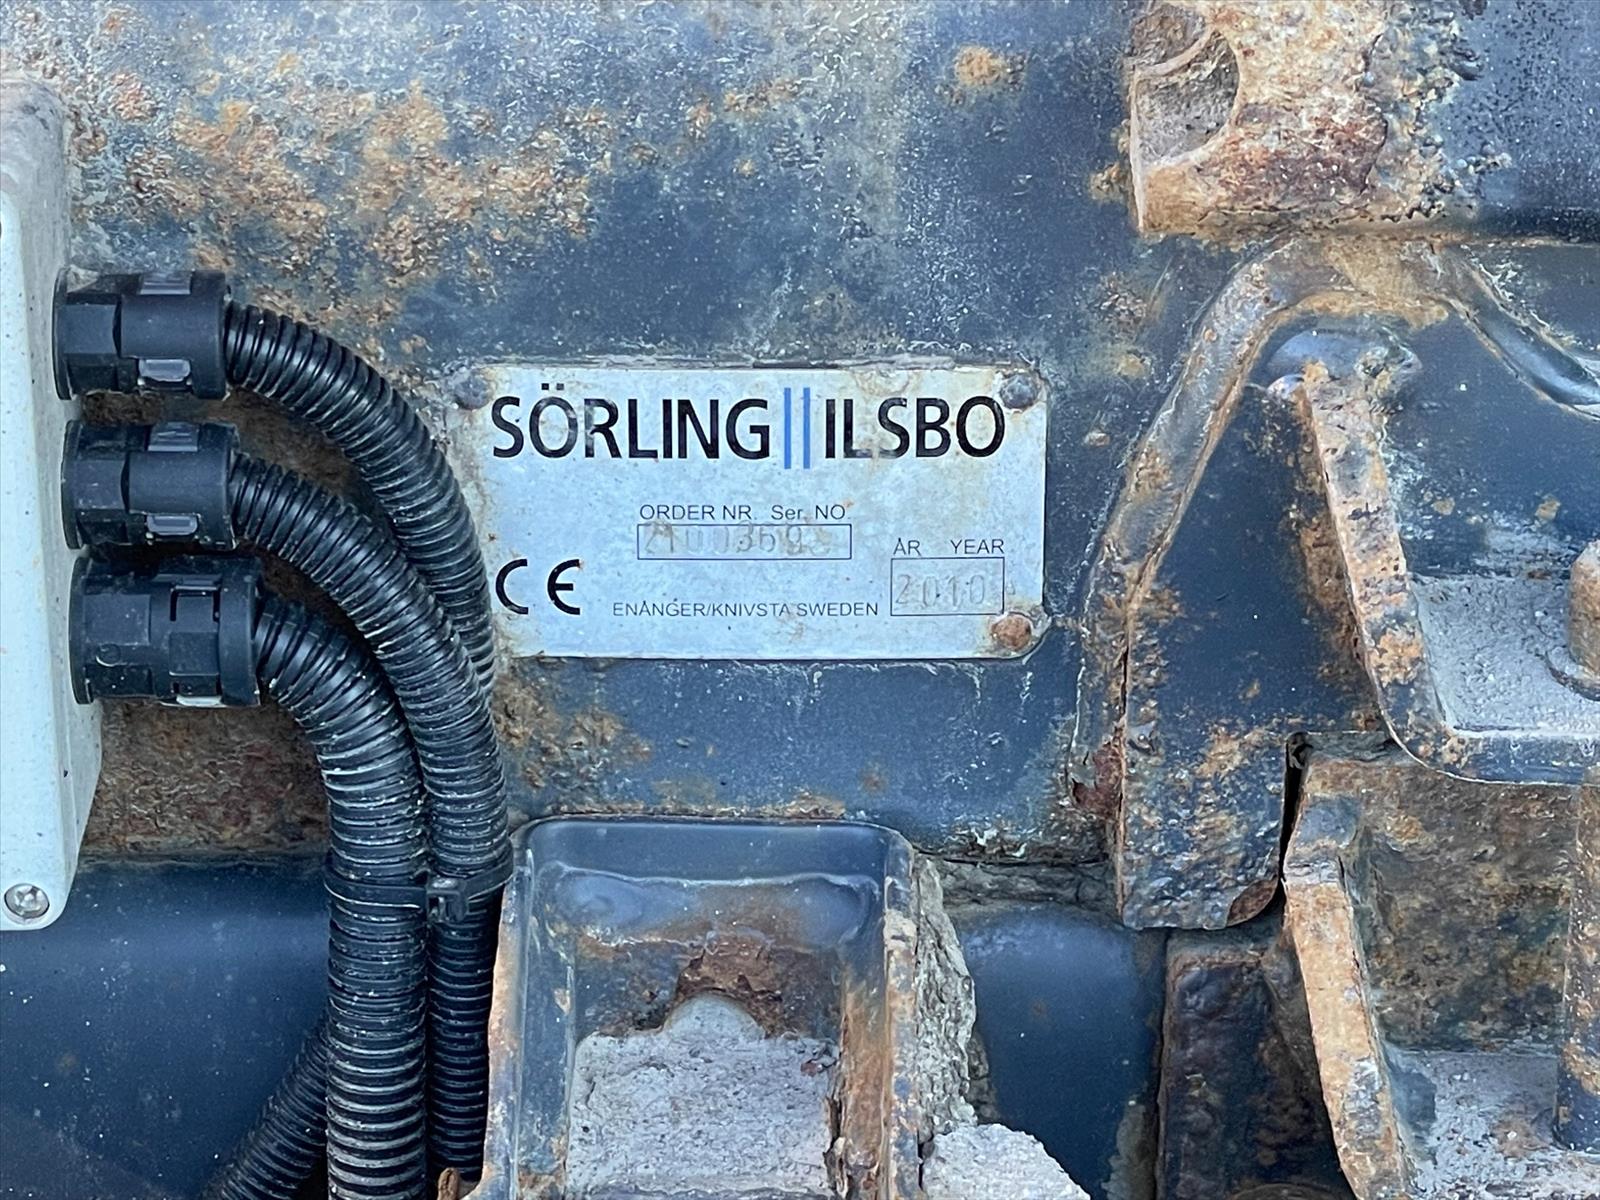 SÖRLING||ILSBO
ORDER NR. Ser. NO
ÅR YEAR
2010
CE
ENÅNGER/KNIVSTA SWEDEN